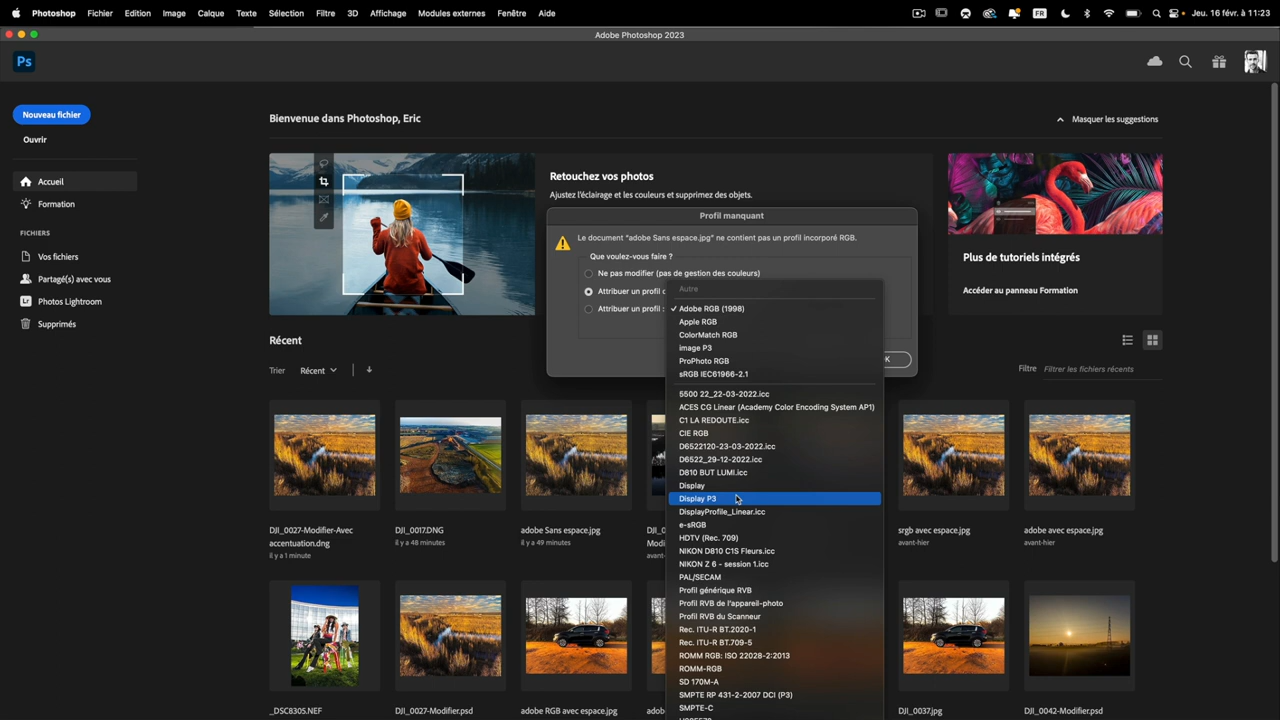 Photoshop Fichier Edition Image Calque Texte Sélection Filtre 3D Affichage Modules externes Fenêtre Aide FR Jeu. 16 févr. à 11:23
Adobe Photoshop 2023
Ps
Nouveau fichier
Ouvrir
Accueil
Formation
FICHIERS
Vos fichiers
Partagé(s) avec vous
Photos Lightroom
Supprimés
Bienvenue dans Photoshop, Eric
Masquer les suggestions
Retouchez vos photos
Ajustez l'éclairage et les couleurs et supprimez des objets.
Plus de tutoriels intégrés
Accéder au panneau Formation
Profil manquant
Le document "adobe Sans espace.jpg" ne contient pas un profil incorporé RGB.
Que voulez-vous faire ?
Ne pas modifier (pas de gestion des couleurs)
Attribuer un profil
Attribuer un profil :
Autre
Adobe RGB (1998)
Apple RGB
ColorMatch RGB
image P3
ProPhoto RGB
sRGB IEC61966-2.1
5500 22_22-03-2022.icc
ACES CG Linear (Academy Color Encoding System AP1)
C1 LA REDOUTE.icc
CIE RGB
D6522120-23-03-2022.icc
D6522_29-12-2022.icc
D810 BUT LUMI.icc
Display
Display P3
DisplayProfile_Linear.icc
e-sRGB
HDTV (Rec. 709)
NIKON D810 C1S Fleurs.icc
NIKON Z 6 - session 1.icc
PAL/SECAM
Profil générique RVB
Profil RVB de l'appareil-photo
Profil RVB du Scanneur
Rec. ITU-R BT.2020-1
Rec. ITU-R BT.709-5
ROMM RGB: ISO 22028-2:2013
ROMM-RGB
SD 170M-A
SMPTE RP 431-2-2007 DCI (P3)
SMPTE-C
Récent
Trier Récent
Filtre Filtrer les fichiers récents
DJI_0027-Modifier-Avec
accentuation.dng
il y a 1 minute
DJI_0017.DNG
il y a 48 minutes
adobe Sans espace.jpg
il y a 49 minutes
srgb avec espace.jpg
avant-hier
adobe avec espace.jpg
avant-hier
_DSC8305.NEF
DJI_0027-Modifier.psd
adobe RGB avec espace.jpg
DJI_0037.jpg
DJI_0042-Modifier.psd